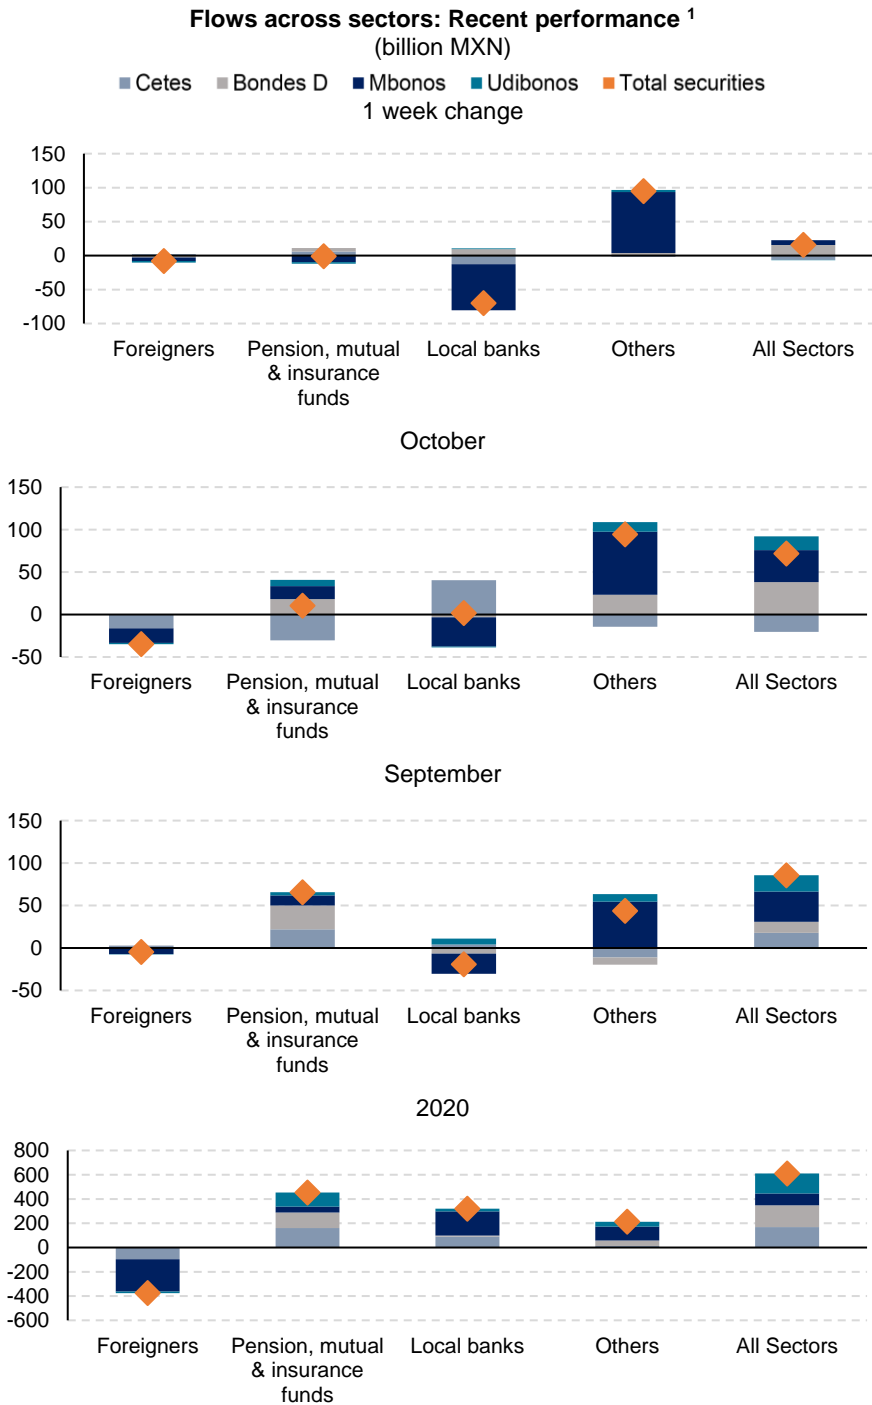 Flows across sectors: Recent performance ¹
(billion MXN)
Cetes Bondes D Mbonos Udibonos Total securities
1 week change
150
100
50
0
-50
-100
Foreigners Pension, mutual & insurance funds Local banks Others All Sectors
October
150
100
50
0
-50
Foreigners Pension, mutual & insurance funds Local banks Others All Sectors
September
150
100
50
0
-50
Foreigners Pension, mutual & insurance funds Local banks Others All Sectors
2020
800
600
400
200
0
-200
-400
-600
Foreigners Pension, mutual & insurance funds Local banks Others All Sectors